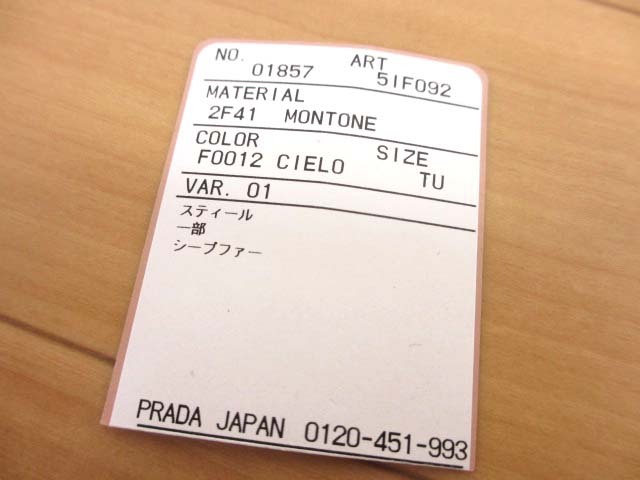 NO. ART
01857 5IF092
MATERIAL
2F41 MONTONE
COLOR SIZE
F0012 CIELO TU
VAR. 01
スティール
一部
シープファー
PRADA JAPAN 0120-451-993